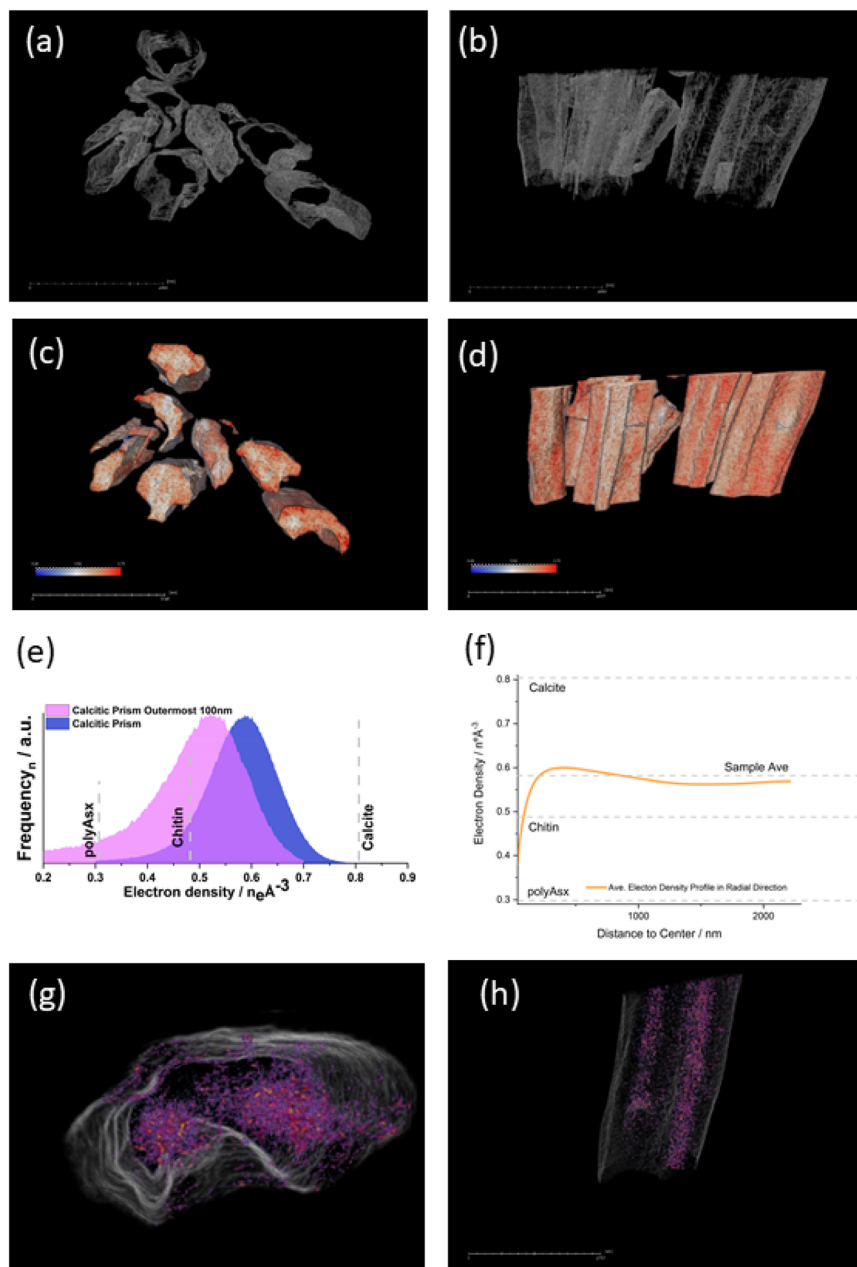 (a)
(b)
(c)
(d)
(e)
Calcitic Prism Outermost 100nm
Calcitic Prism
polyAsx
Chitin
Calcite
Frequencyₙ / a.u.
0.2 0.3 0.4 0.5 0.6 0.7 0.8 0.9
Electron density / nₑÅ⁻³
(f)
0.8
0.7
0.6
0.5
0.4
0.3
Calcite
Sample Ave
Chitin
polyAsx
Ave. Electon Density Profile in Radial Direction
Electron Density / nᵉÅ⁻³
1000 2000
Distance to Center / nm
(g)
(h)